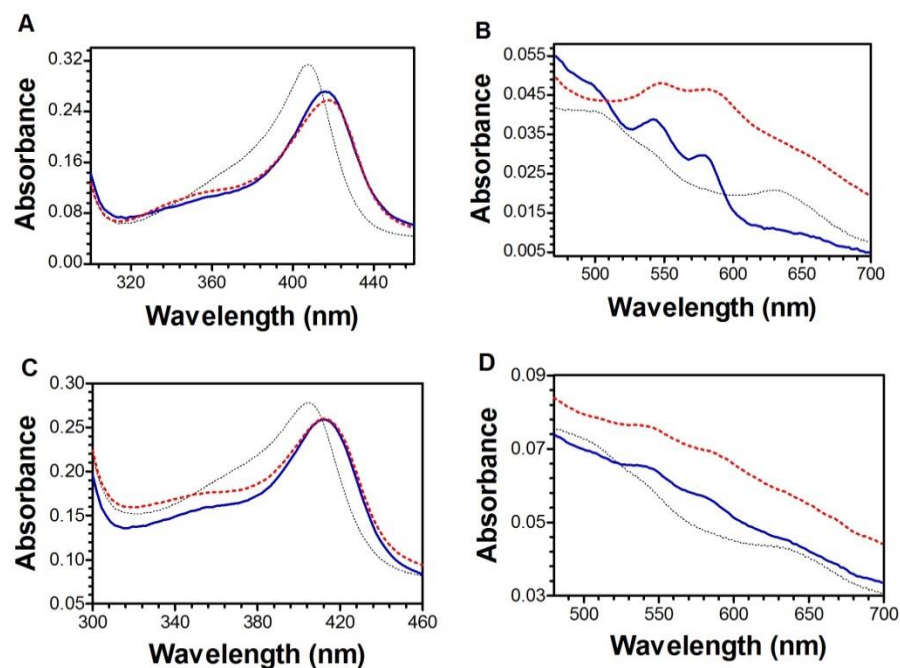 A
Absorbance
0.32
0.24
0.16
0.08
0.00
320 360 400 440
Wavelength (nm)
B
Absorbance
0.055
0.045
0.035
0.025
0.015
0.005
500 550 600 650 700
Wavelength (nm)
C
Absorbance
0.30
0.25
0.20
0.15
0.10
0.05
300 340 380 420 460
Wavelength (nm)
D
Absorbance
0.09
0.07
0.05
0.03
500 550 600 650 700
Wavelength (nm)